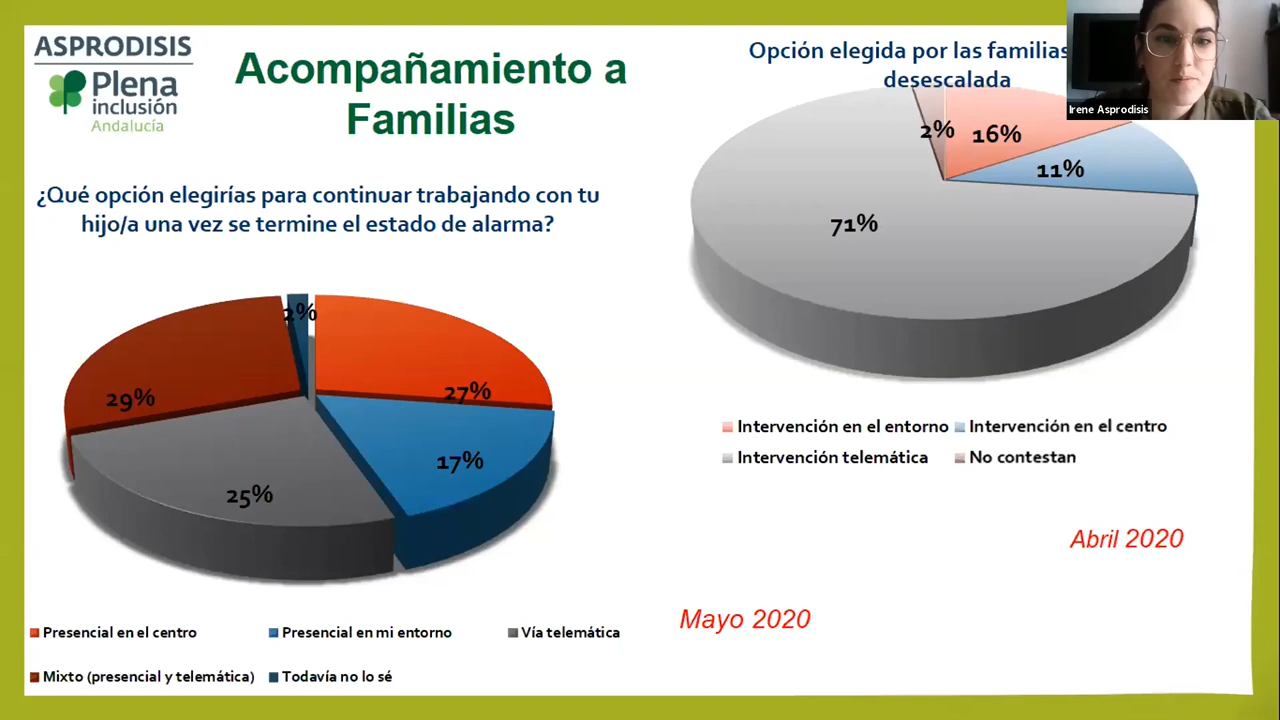 ASPRODISIS
Plena
inclusión
Andalucía
Acompañamiento a
Familias
¿Qué opción elegirías para continuar trabajando con tu
hijo/a una vez se termine el estado de alarma?
2%
27%
29%
17%
25%
Presencial en el centro
Presencial en mi entorno
Vía telemática
Mixto (presencial y telemática)
Todavía no lo sé
Mayo 2020
Opción elegida por las familias
desescalada
Irene Asprodisis
2%
16%
11%
71%
Intervención en el entorno
Intervención en el centro
Intervención telemática
No contestan
Abril 2020